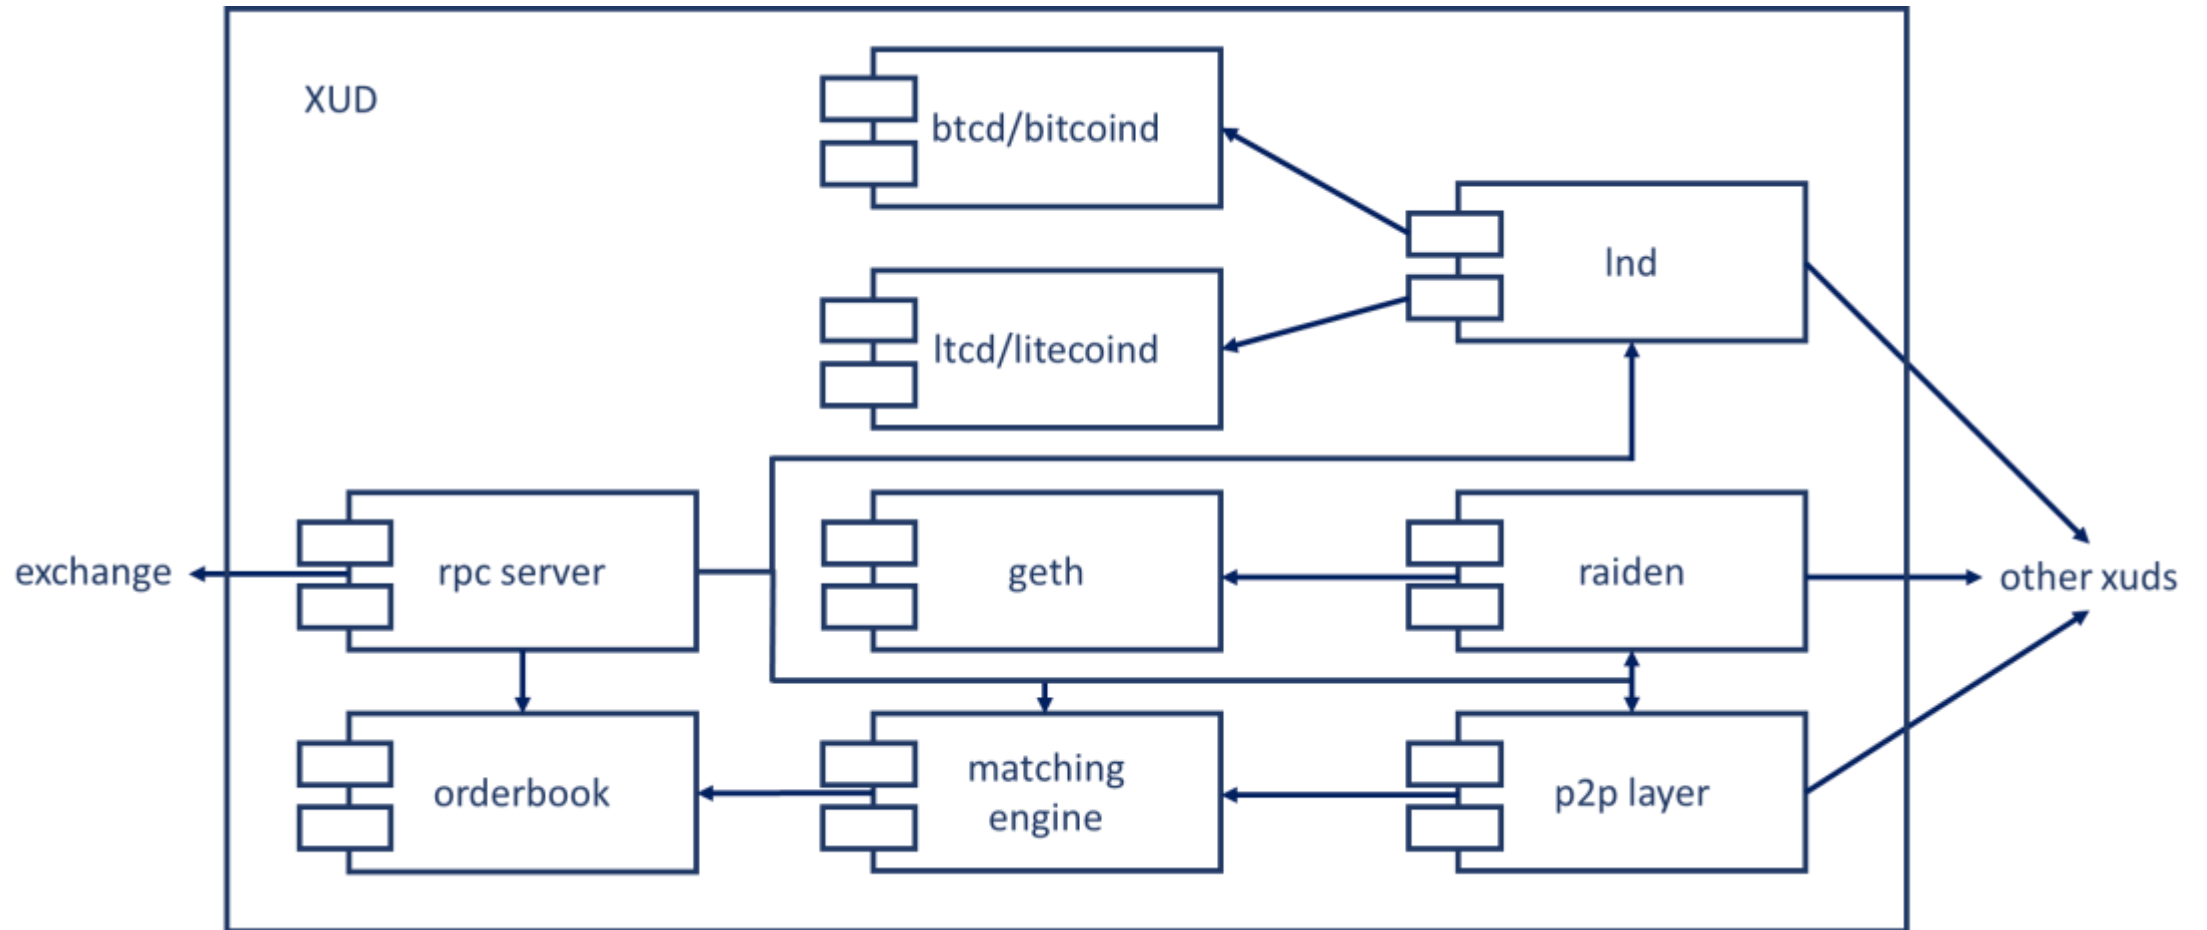 XUD
btcd/bitcoind
lnd
ltcd/litecoind
exchange
rpc server
geth
raiden
other xuds
orderbook
matching
engine
p2p layer